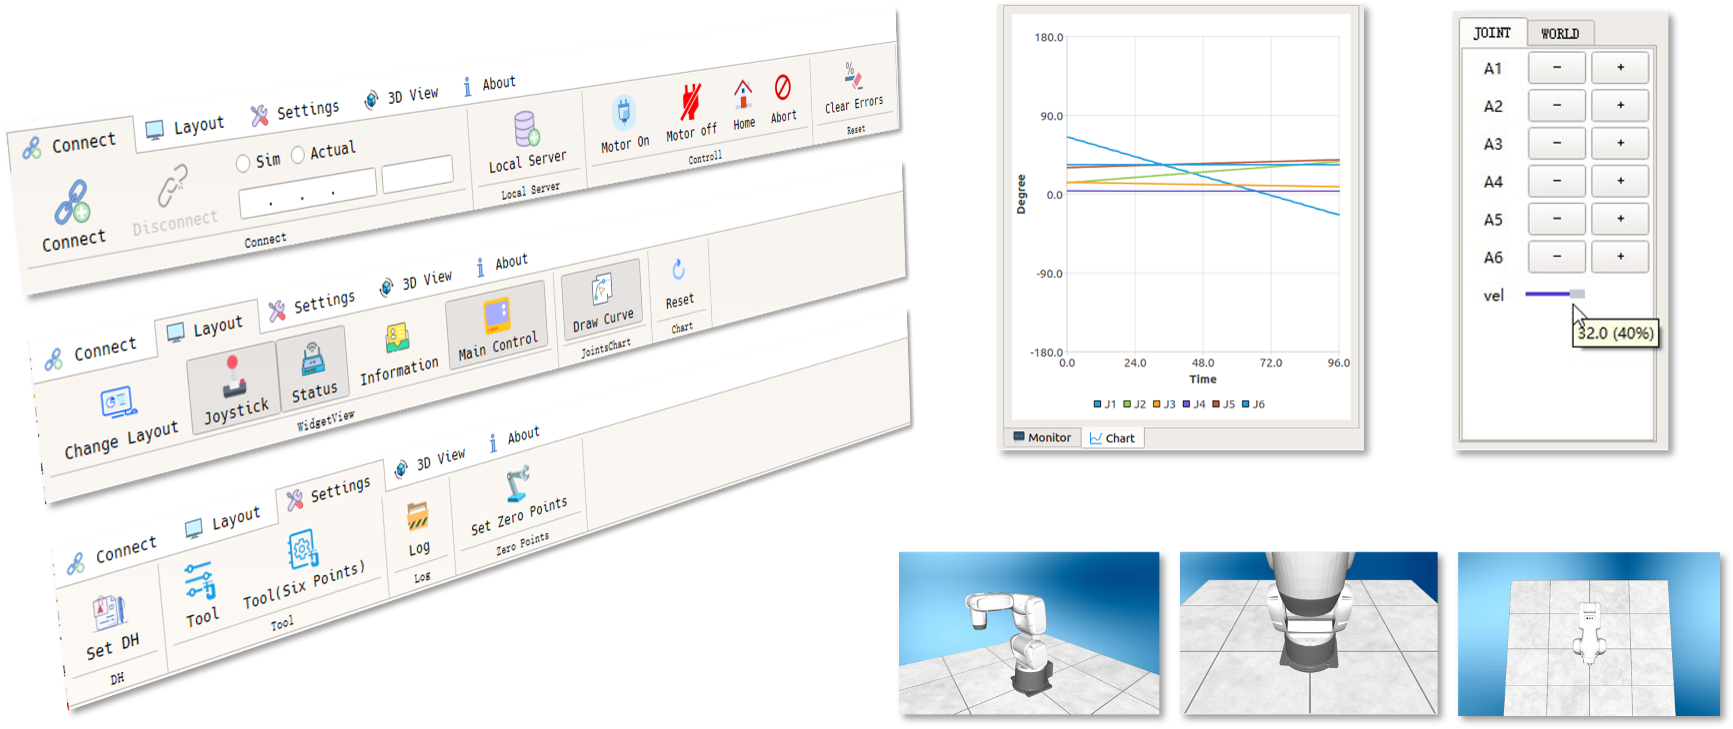 Connect Layout Settings 3D View About
Connect
Disconnect
Sim Actual
. . .
Connect
Local Server
Local Server
Motor On Motor off Home Abort
Controll
Clear Errors
Reset
Connect Layout Settings 3D View About
Change Layout Joystick Status Information Main Control
WidgetView
Draw Curve
JointsChart
Reset
Chart
Connect Layout Settings 3D View About
Set DH
DH
Tool Tool(Six Points)
Tool
Log
Log
Set Zero Points
Zero Points
180.0
90.0
0.0
-90.0
-180.0
Degree
0.0 24.0 48.0 72.0 96.0
Time
J1 J2 J3 J4 J5 J6
Monitor Chart
JOINT WORLD
A1 - +
A2 - +
A3 - +
A4 - +
A5 - +
A6 - +
vel
32.0 (40%)